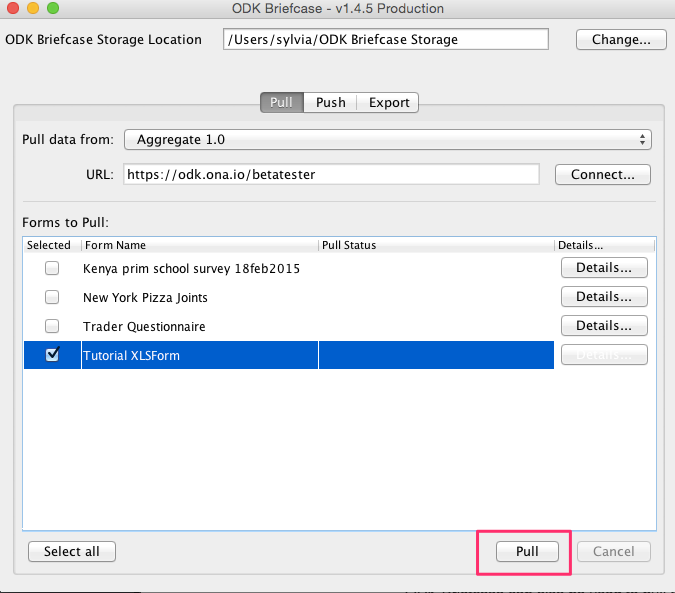 ODK Briefcase - v1.4.5 Production
ODK Briefcase Storage Location /Users/sylvia/ODK Briefcase Storage Change...
Pull Push Export
Pull data from: Aggregate 1.0
URL: https://odk.ona.io/betatester Connect...
Forms to Pull:
Selected Form Name Pull Status Details...
Kenya prim school survey 18feb2015 Details...
New York Pizza Joints Details...
Trader Questionnaire Details...
Tutorial XLSForm Details...
Select all Pull Cancel